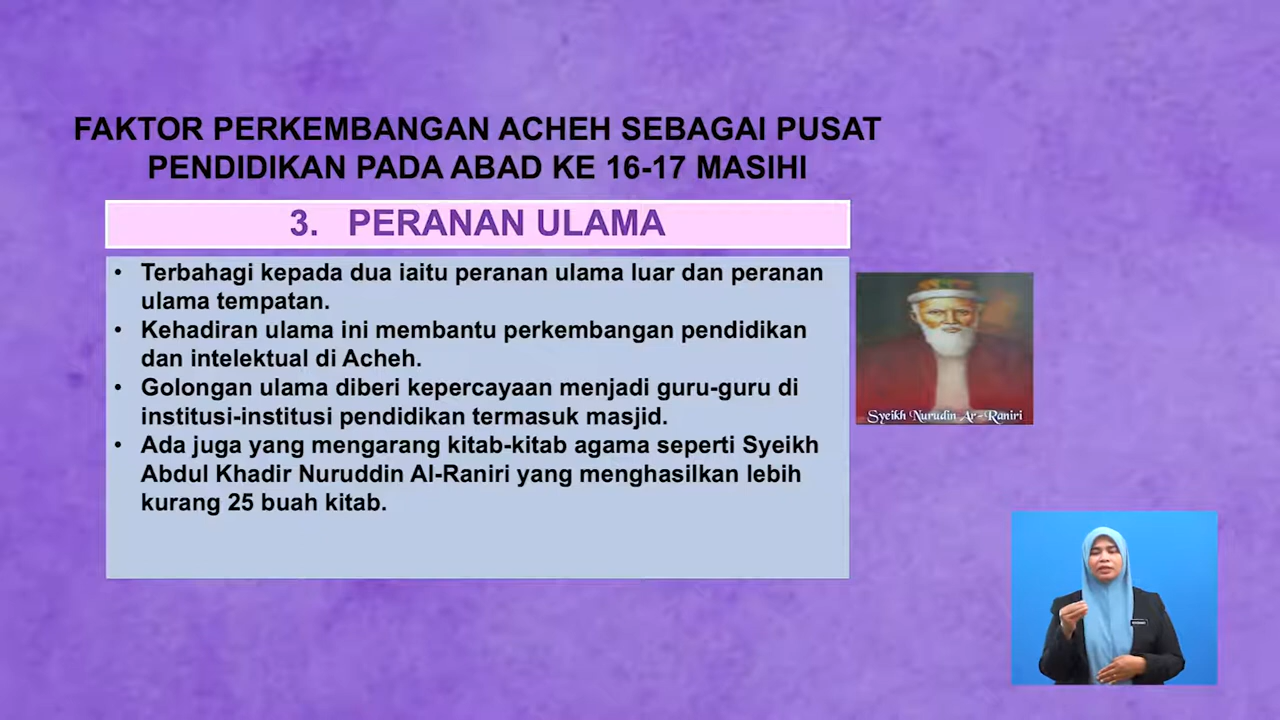 FAKTOR PERKEMBANGAN ACHEH SEBAGAI PUSAT
PENDIDIKAN PADA ABAD KE 16-17 MASIHI
3. PERANAN ULAMA
• Terbahagi kepada dua iaitu peranan ulama luar dan peranan
ulama tempatan.
• Kehadiran ulama ini membantu perkembangan pendidikan
dan intelektual di Acheh.
• Golongan ulama diberi kepercayaan menjadi guru-guru di
institusi-institusi pendidikan termasuk masjid.
• Ada juga yang mengarang kitab-kitab agama seperti Syeikh
Abdul Khadir Nuruddin Al-Raniri yang menghasilkan lebih
kurang 25 buah kitab.
Syeikh Nurudin Ar-Raniri